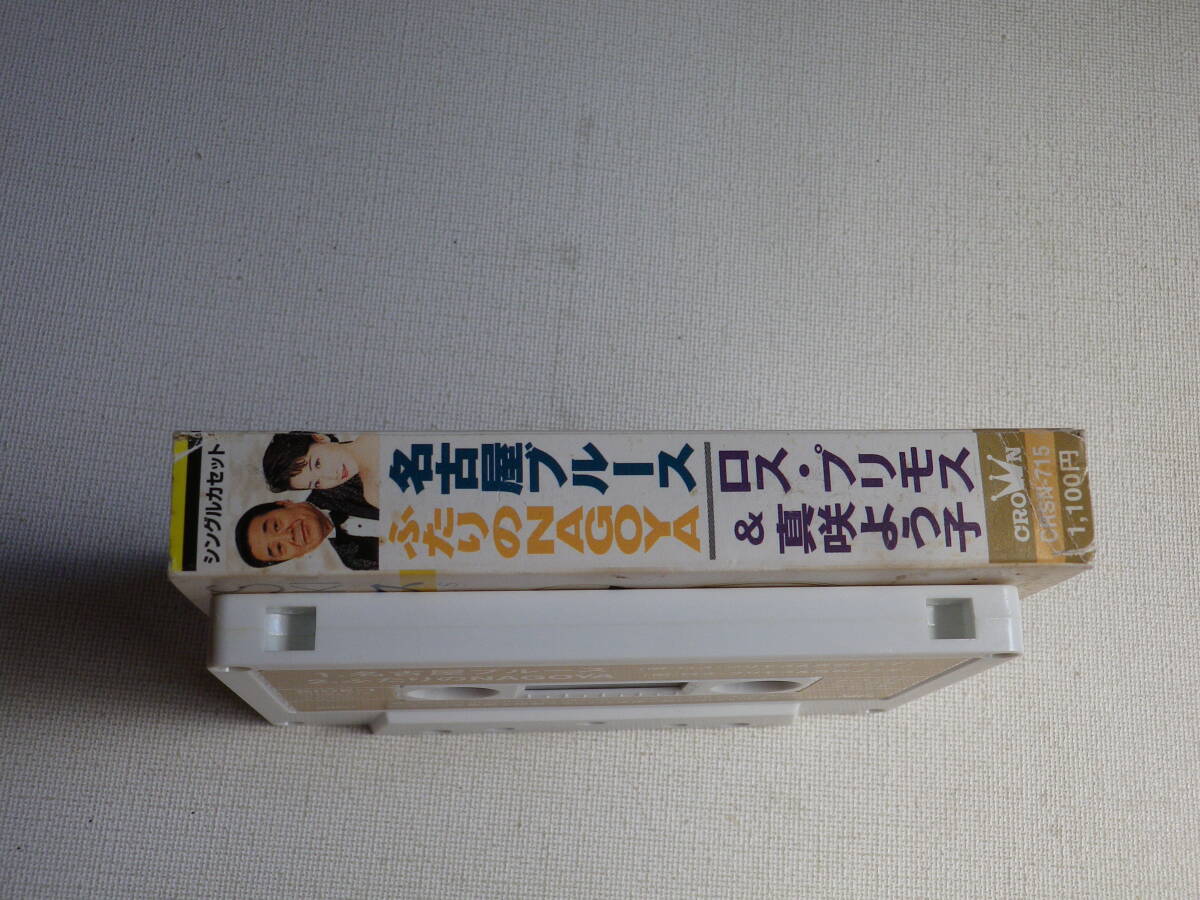 シングルカセット
名古屋ブルース
ふたりのNAGOYA
ロス・プリモス
&真咲よう子
CROWN
CRSN-715
1,100円